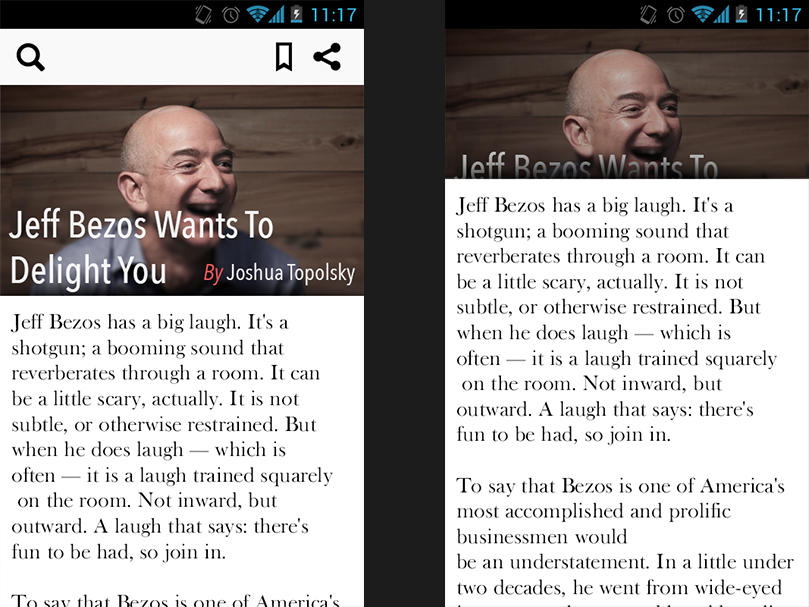 11:17
Jeff Bezos Wants To
Delight You By Joshua Topolsky
Jeff Bezos has a big laugh. It's a
shotgun; a booming sound that
reverberates through a room. It can
be a little scary, actually. It is not
subtle, or otherwise restrained. But
when he does laugh — which is
often — it is a laugh trained squarely
on the room. Not inward, but
outward. A laugh that says: there's
fun to be had, so join in.
To say that Bezos is one of America's
11:17
Jeff Bezos Wants To
Jeff Bezos has a big laugh. It's a
shotgun; a booming sound that
reverberates through a room. It can
be a little scary, actually. It is not
subtle, or otherwise restrained. But
when he does laugh — which is
often — it is a laugh trained squarely
on the room. Not inward, but
outward. A laugh that says: there's
fun to be had, so join in.
To say that Bezos is one of America's
most accomplished and prolific
businessmen would
be an understatement. In a little under
two decades, he went from wide-eyed